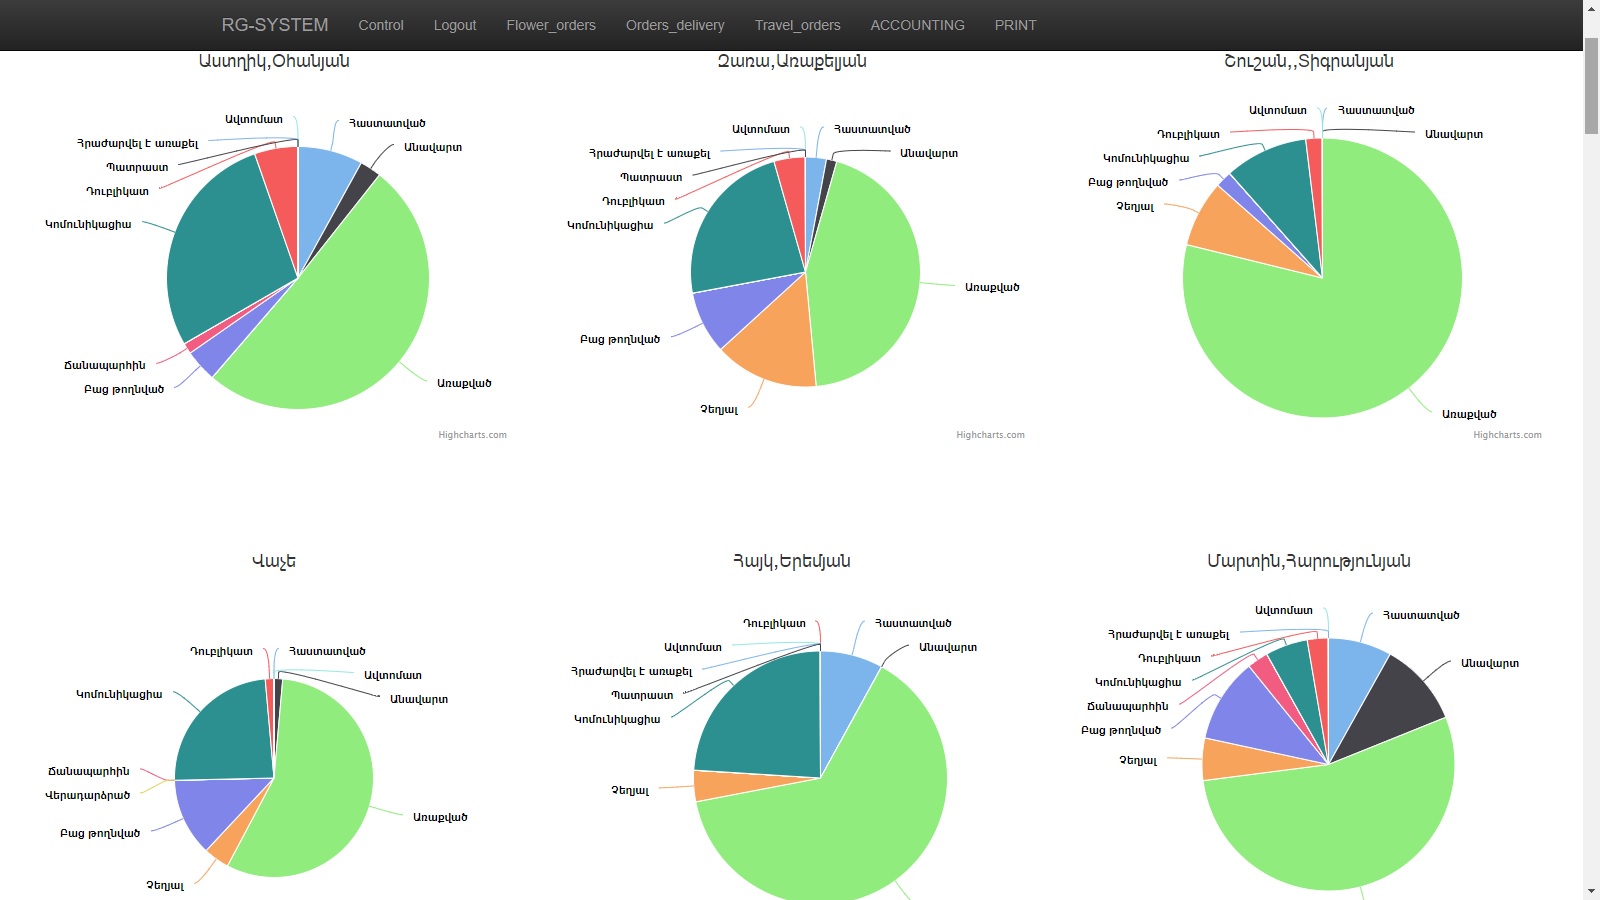 RG-SYSTEM Control Logout Flower_orders Orders_delivery Travel_orders ACCOUNTING PRINT
Աստղիկ,Օհանյան
Ավտոմատ
Հաստատված
Հրաժարվել է առաքել
Անավարտ
Պատրաստ
Դուբլիկատ
Կոմունիկացիա
Ճանապարհին
Բաց թողնված
Առաքված
Highcharts.com
Զառա,Առաքելյան
Ավտոմատ
Հաստատված
Հրաժարվել է առաքել
Անավարտ
Պատրաստ
Դուբլիկատ
Կոմունիկացիա
Առաքված
Բաց թողնված
Չեղյալ
Highcharts.com
Շուշան,,Տիգրանյան
Ավտոմատ
Հաստատված
Դուբլիկատ
Անավարտ
Կոմունիկացիա
Բաց թողնված
Չեղյալ
Առաքված
Highcharts.com
Վաչե
Դուբլիկատ
Հաստատված
Ավտոմատ
Կոմունիկացիա
Անավարտ
Ճանապարհին
Վերադարձրած
Առաքված
Բաց թողնված
Չեղյալ
Հայկ,Երեմյան
Դուբլիկատ
Հաստատված
Ավտոմատ
Անավարտ
Հրաժարվել է առաքել
Պատրաստ
Կոմունիկացիա
Չեղյալ
Մարտին,Հարությունյան
Ավտոմատ
Հաստատված
Հրաժարվել է առաքել
Դուբլիկատ
Անավարտ
Կոմունիկացիա
Ճանապարհին
Բաց թողնված
Չեղյալ